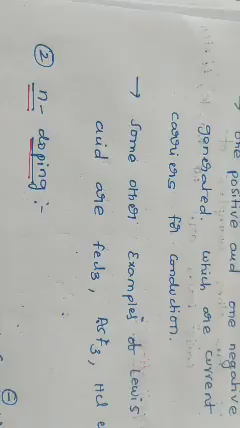 → one positive and one negative
generated. which are current
carriers for conduction.
→ Some other Examples of Lewis
acid are fecl3, AsF3, Hcl
② n- doping :-